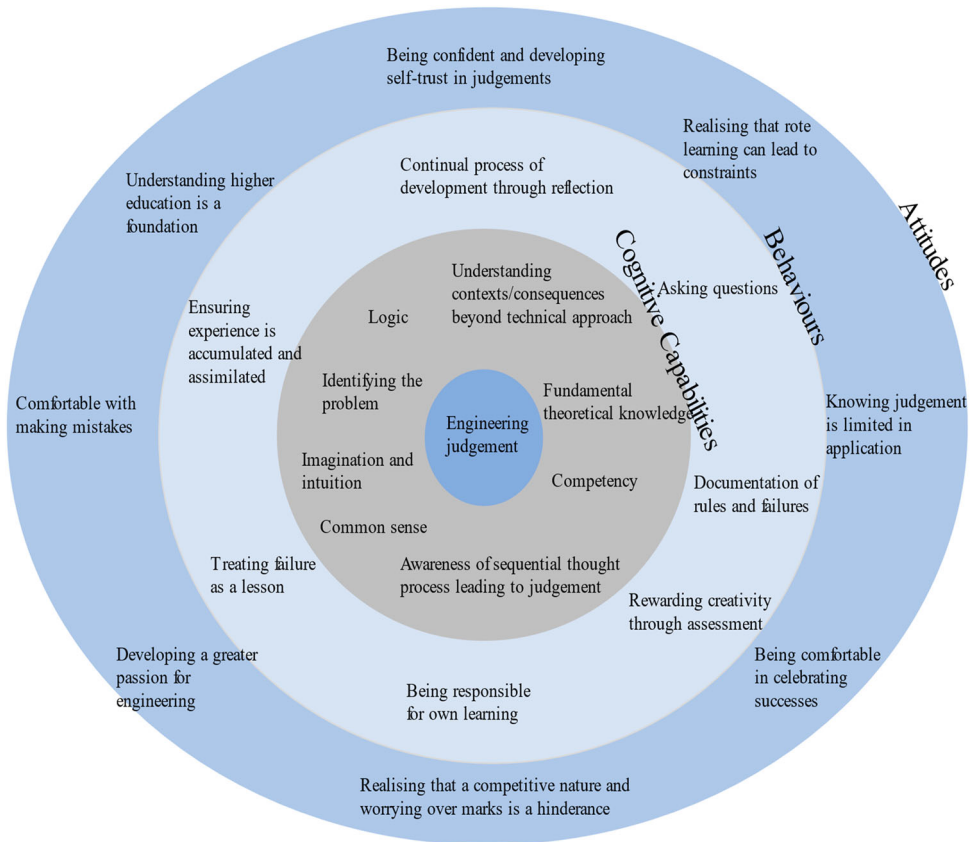 Being confident and developing
self-trust in judgements
Realising that rote
learning can lead to
constraints
Understanding higher
education is a
foundation
Attitudes
Continual process of
development through reflection
Behaviours
Cognitive Capabilities
Understanding
contexts/consequences
beyond technical approach
Asking questions
Logic
Ensuring
experience is
accumulated and
assimilated
Identifying the
problem
Fundamental
theoretical knowledge
Comfortable with
making mistakes
Engineering
judgement
Knowing judgement
is limited in
application
Imagination and
intuition
Competency
Documentation of
rules and failures
Common sense
Treating failure
as a lesson
Awareness of sequential thought
process leading to judgement
Rewarding creativity
through assessment
Developing a greater
passion for
engineering
Being comfortable
in celebrating
successes
Being responsible
for own learning
Realising that a competitive nature and
worrying over marks is a hinderance